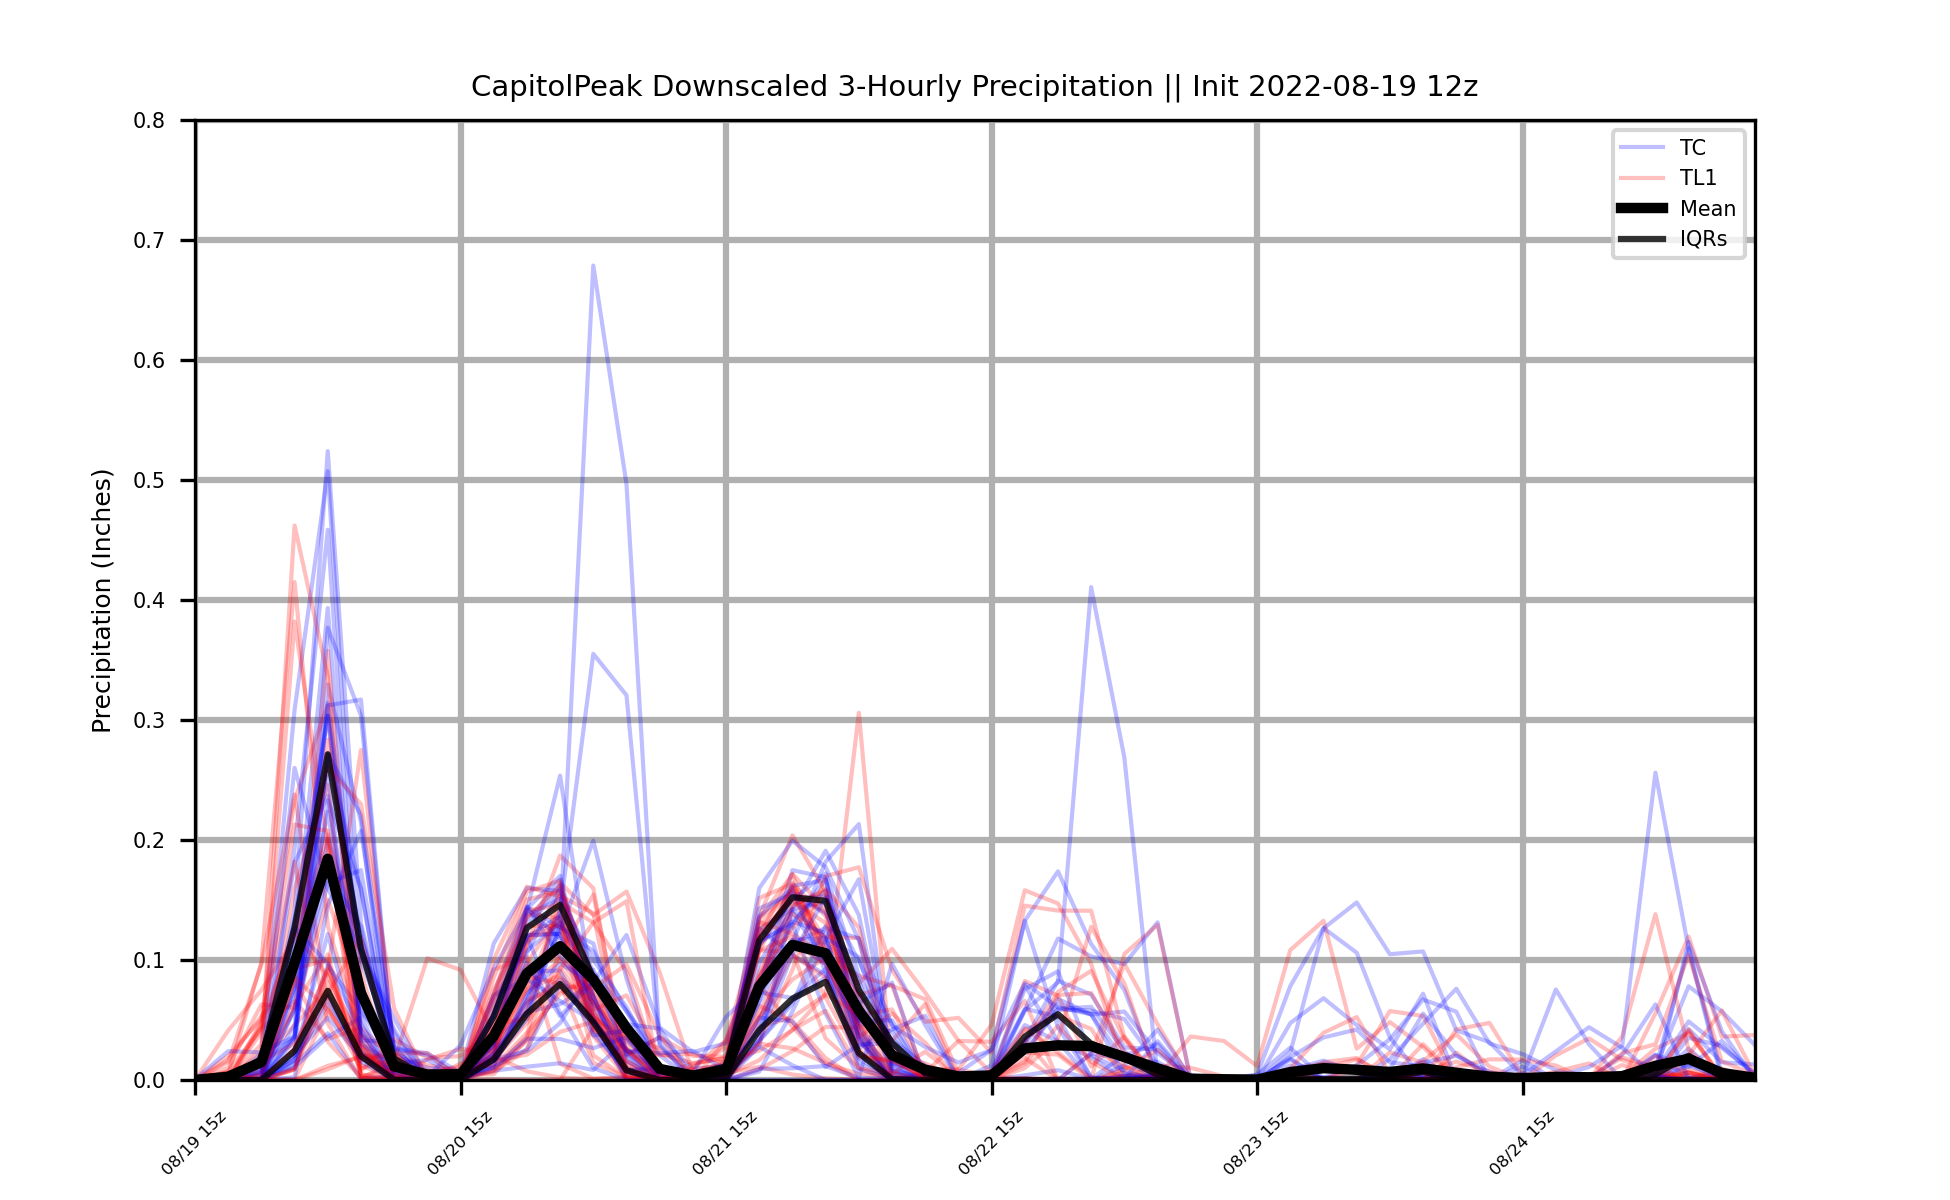 CapitolPeak Downscaled 3-Hourly Precipitation || Init 2022-08-19 12z
TC
TL1
Mean
IQRs
Precipitation (Inches)
0.8
0.7
0.6
0.5
0.4
0.3
0.2
0.1
0.0
08/19 15z
08/20 15z
08/21 15z
08/22 15z
08/23 15z
08/24 15z